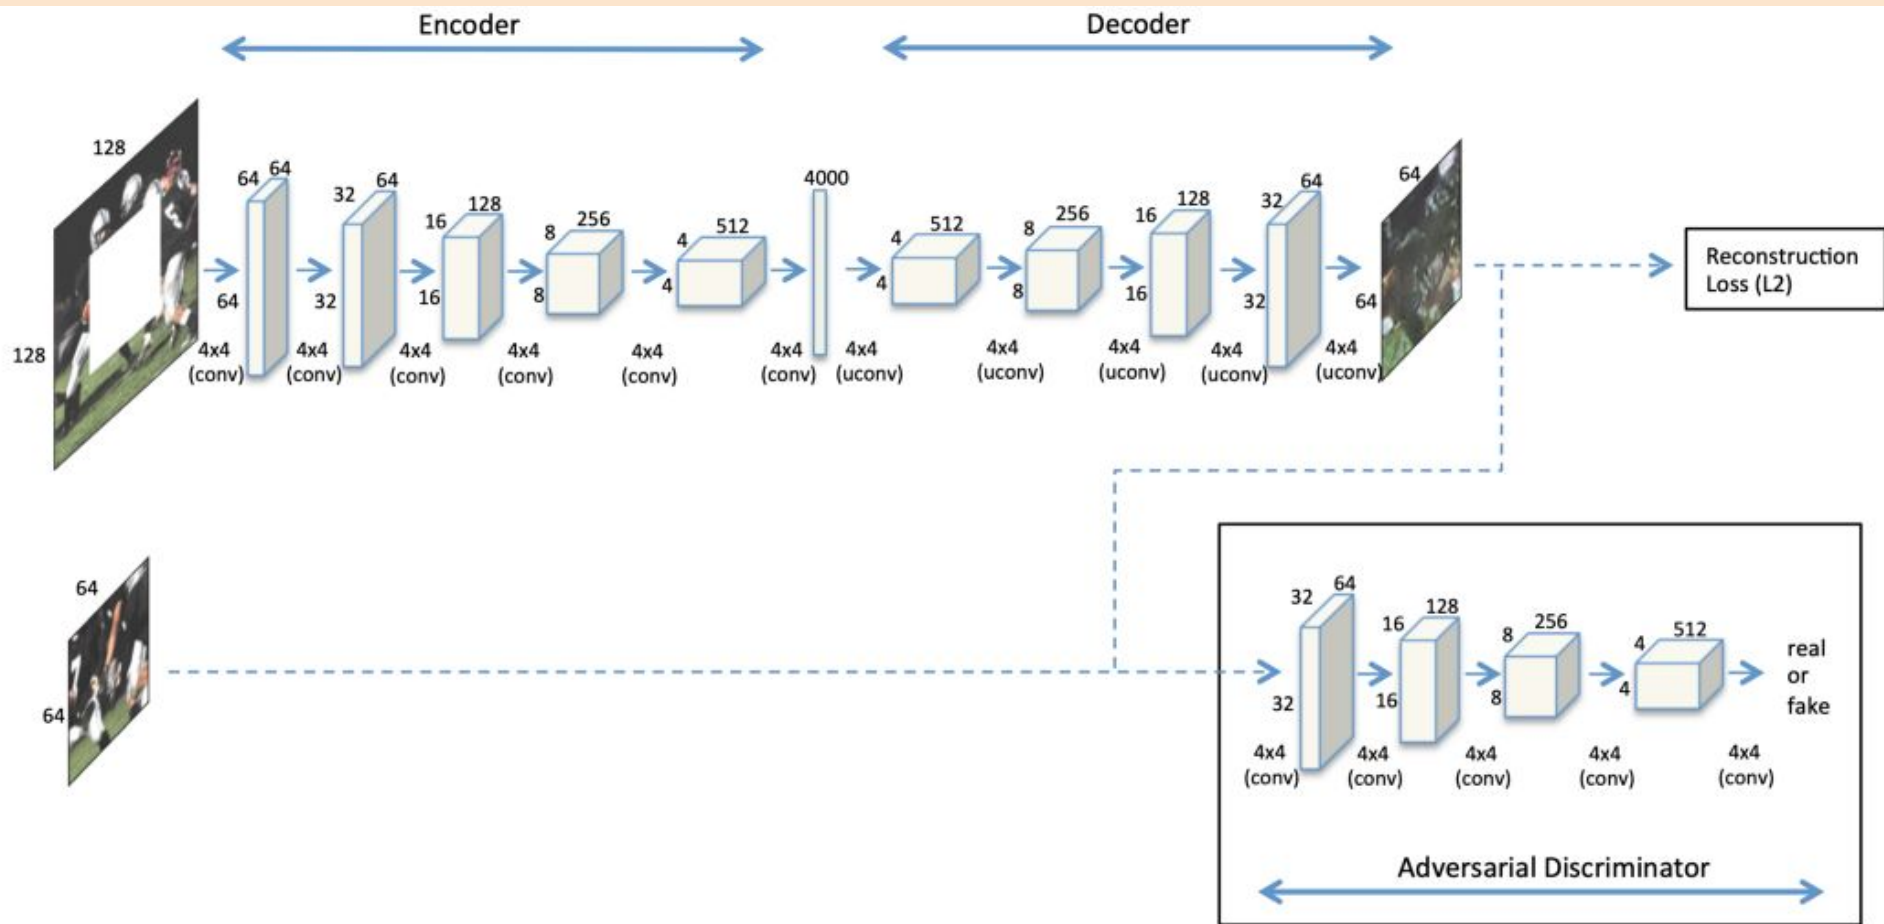 Encoder
Decoder
128
128
64 64
64
4x4
(conv)
32 64
32
4x4
(conv)
16 128
16
4x4
(conv)
8 256
8
4x4
(conv)
4 512
4
4x4
(conv)
4000
4x4
(conv)
4x4
(uconv)
4 512
4
8 256
8
4x4
(uconv)
16 128
16
4x4
(uconv)
32 64
32
4x4
(uconv)
64
64
4x4
(uconv)
Reconstruction
Loss (L2)
64
64
32 64
32
4x4
(conv)
16 128
16
4x4
(conv)
8 256
8
4x4
(conv)
4 512
4
4x4
(conv)
4x4
(conv)
real
or
fake
Adversarial Discriminator